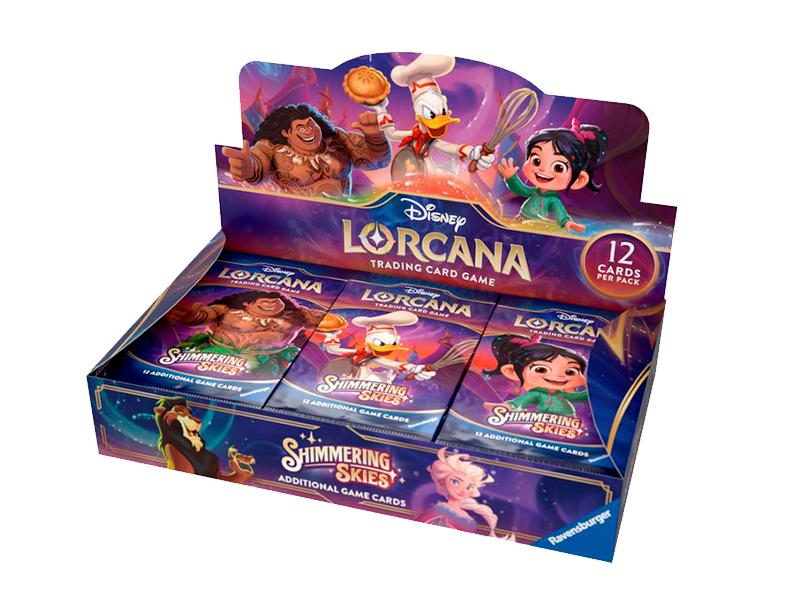 Disney
LORCANA
TRADING CARD GAME
12
CARDS
PER PACK
Disney
LORCANA
TRADING CARD GAME
SHIMMERING
SKIES
12 ADDITIONAL GAME CARDS
Disney
LORCANA
TRADING CARD GAME
SHIMMERING
SKIES
12 ADDITIONAL GAME CARDS
Disney
LORCANA
TRADING CARD GA
SHIMMERING
SKIES
12 ADDITIONAL GAME CARDS
SHIMMERING
SKIES
ADDITIONAL GAME CARDS
Ravensburger